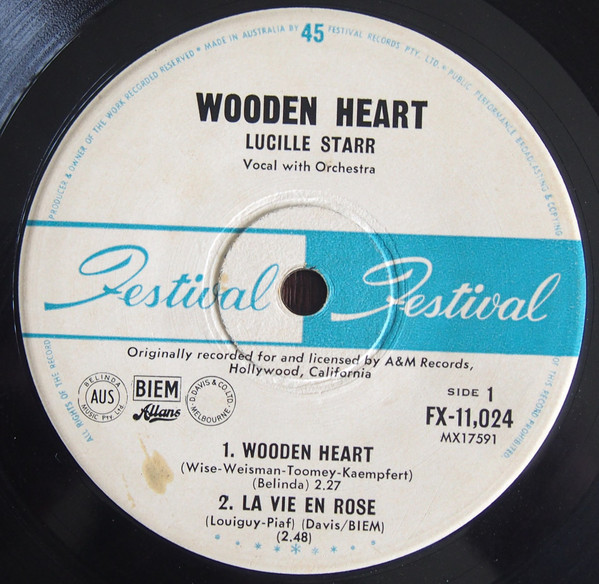 PRODUCER & OWNER OF THE WORK RECORDED RESERVED • MADE IN AUSTRALIA BY 45 FESTIVAL RECORDS PTY. LTD. • PUBLIC PERFORMANCE BROADCASTING & COPYING
WOODEN HEART
LUCILLE STARR
Vocal with Orchestra
Festival Festival
Originally recorded for and licensed by A&M Records,
Hollywood, California
BELINDA AUS MUSIC Pty Ltd
BIEM
Allans
D. DAVIS & CO. LTD. MELBOURNE
SIDE 1
FX-11,024
MX17591
1. WOODEN HEART
(Wise-Weisman-Toomey-Kaempfert)
(Belinda) 2.27
2. LA VIE EN ROSE
(Louiguy-Piaf) (Davis/BIEM)
(2.48)
ALL RIGHTS OF THE RECORD
OF THIS RECORD PROHIBITED